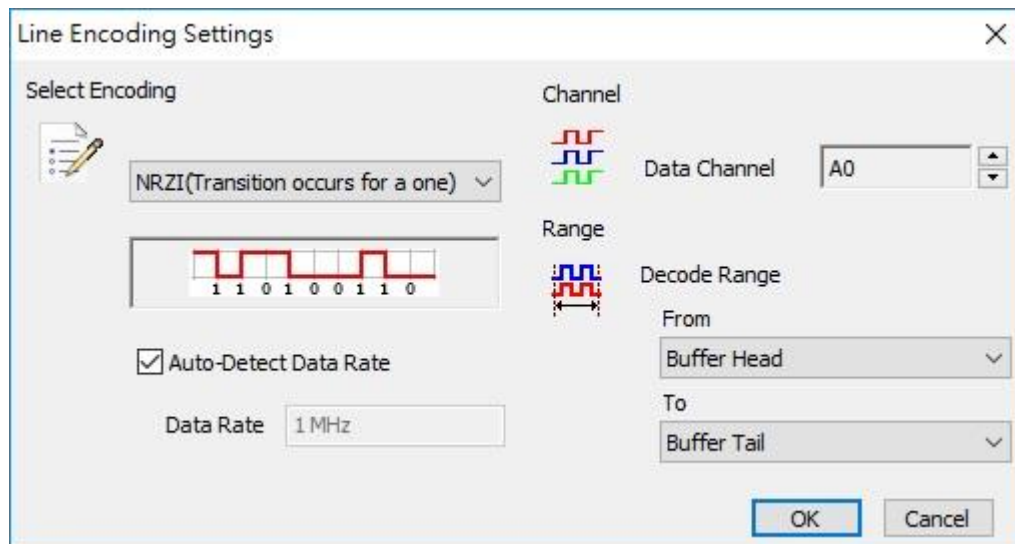 Line Encoding Settings
Select Encoding
NRZI(Transition occurs for a one)
1 1 0 1 0 0 1 1 0
Auto-Detect Data Rate
Data Rate 1 MHz
Channel
Data Channel A0
Range
Decode Range
From
Buffer Head
To
Buffer Tail
OK Cancel